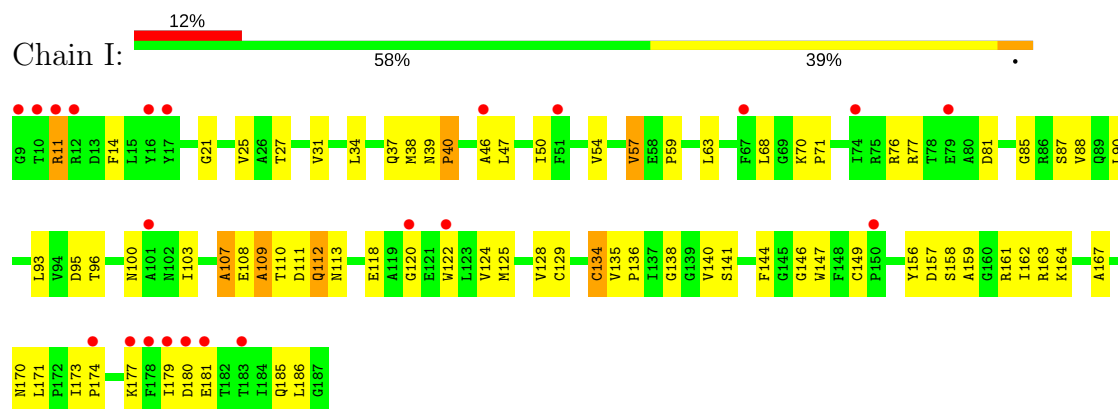 12%
Chain I:
58% 39% •
G9 T10 R11 R12 D13 F14 L15 Y16 Y17 G21 V25 A26 T27 V31 L34 Q37 M38 N39 P40 A46 L47 I50 F51 V54 V57 E58 P59 L63 F67 L68 G69 K70 P71 I74 R75 R76 R77 T78 E79 A80 D81 G85 R86 S87 V88 Q89 L90
L93 V94 D95 T96 N100 A101 N102 I103 A107 E108 A109 T110 D111 Q112 N113 E118 A119 G120 E121 W122 L123 V124 M125 V128 C129 C134 V135 P136 I137 G138 G139 V140 S141 F144 G145 G146 W147 F148 C149 P150 Y156 D157 S158 A159 G160 R161 I162 R163 K164 A167
N170 L171 P172 I173 P174 K177 F178 I179 D180 E181 T182 T183 I184 Q185 L186 G187